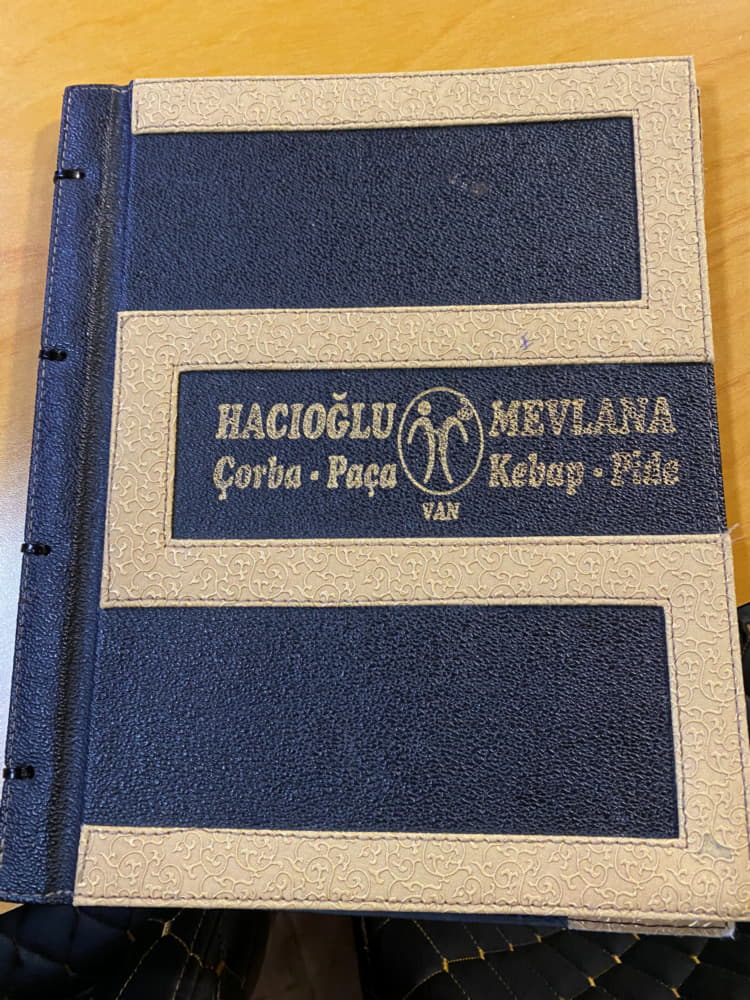 HACIOĞLU MEVLANA
Çorba · Paça Kebap · Pide
VAN